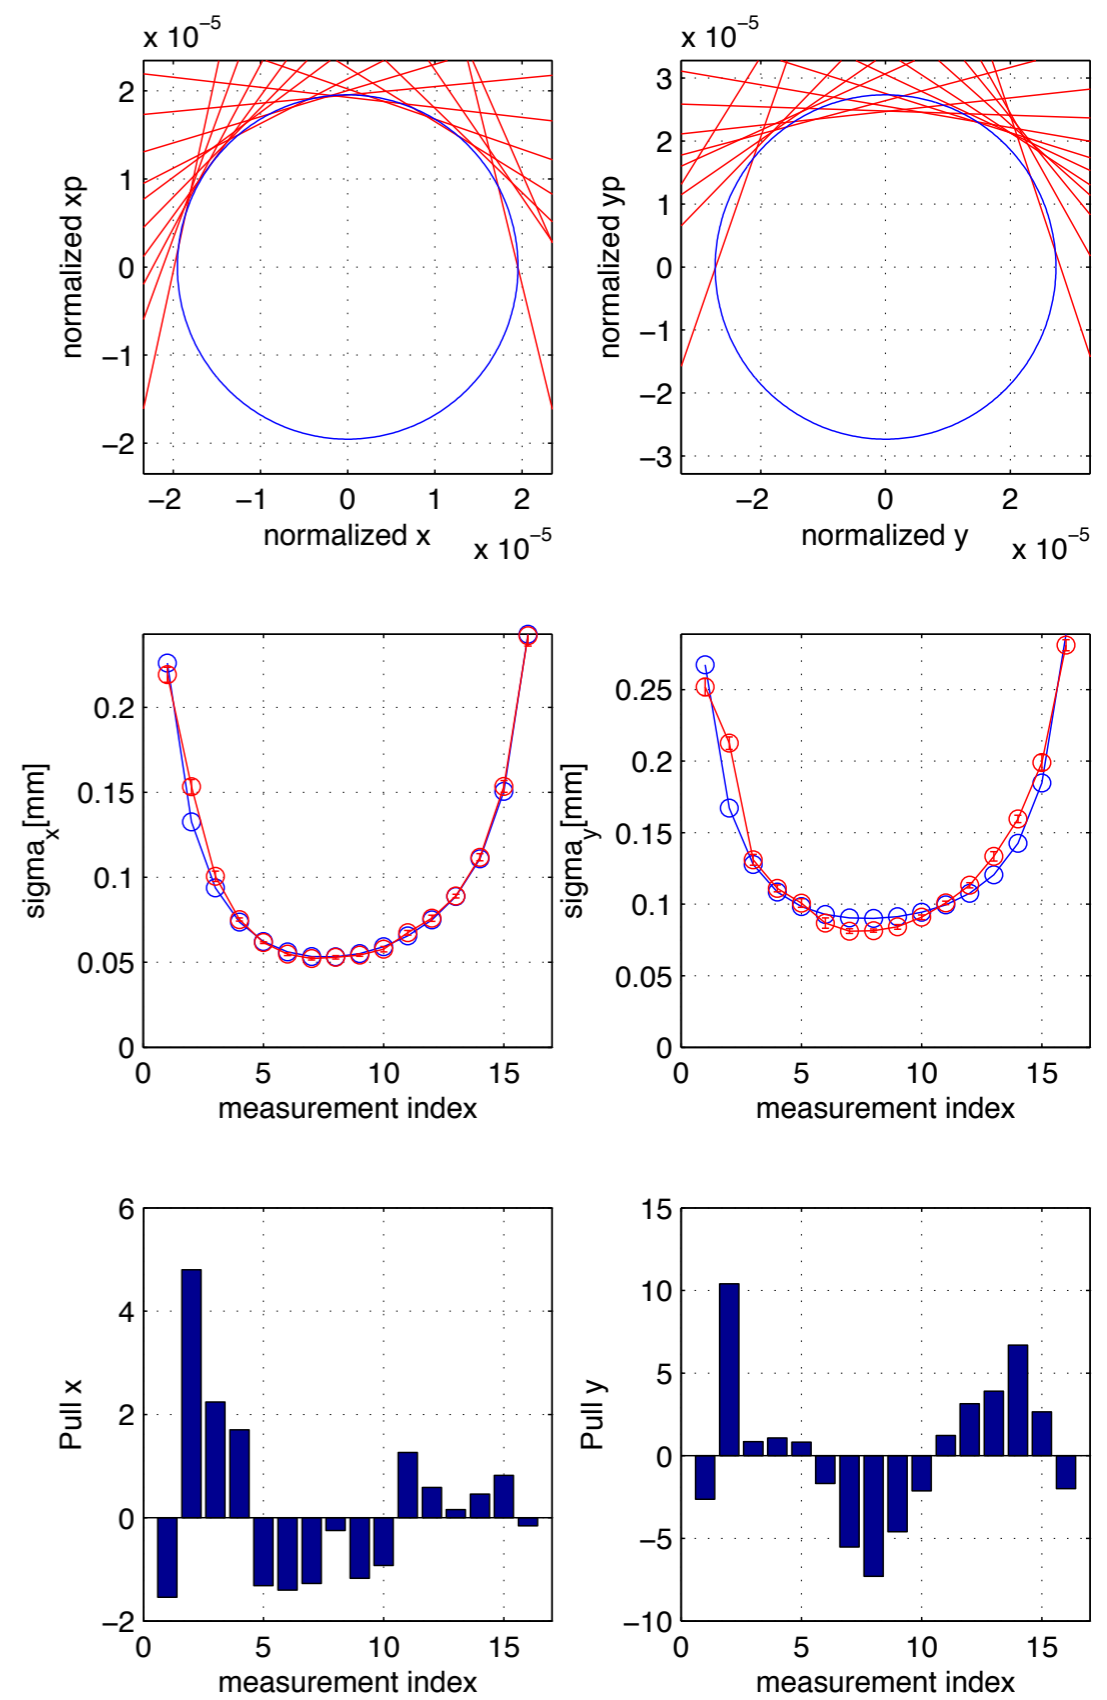 x 10⁻⁵
2
1
0
−1
−2
normalized xp
−2 −1 0 1 2
normalized x
x 10⁻⁵
x 10⁻⁵
3
2
1
0
−1
−2
−3
normalized yp
−2 0 2
normalized y
x 10⁻⁵
0.2
0.15
0.1
0.05
0
sigmaₓ[mm]
0 5 10 15
measurement index
0.25
0.2
0.15
0.1
0.05
0
sigma_y[mm]
0 5 10 15
measurement index
6
4
2
0
−2
Pull x
0 5 10 15
measurement index
15
10
5
0
−5
−10
Pull y
0 5 10 15
measurement index